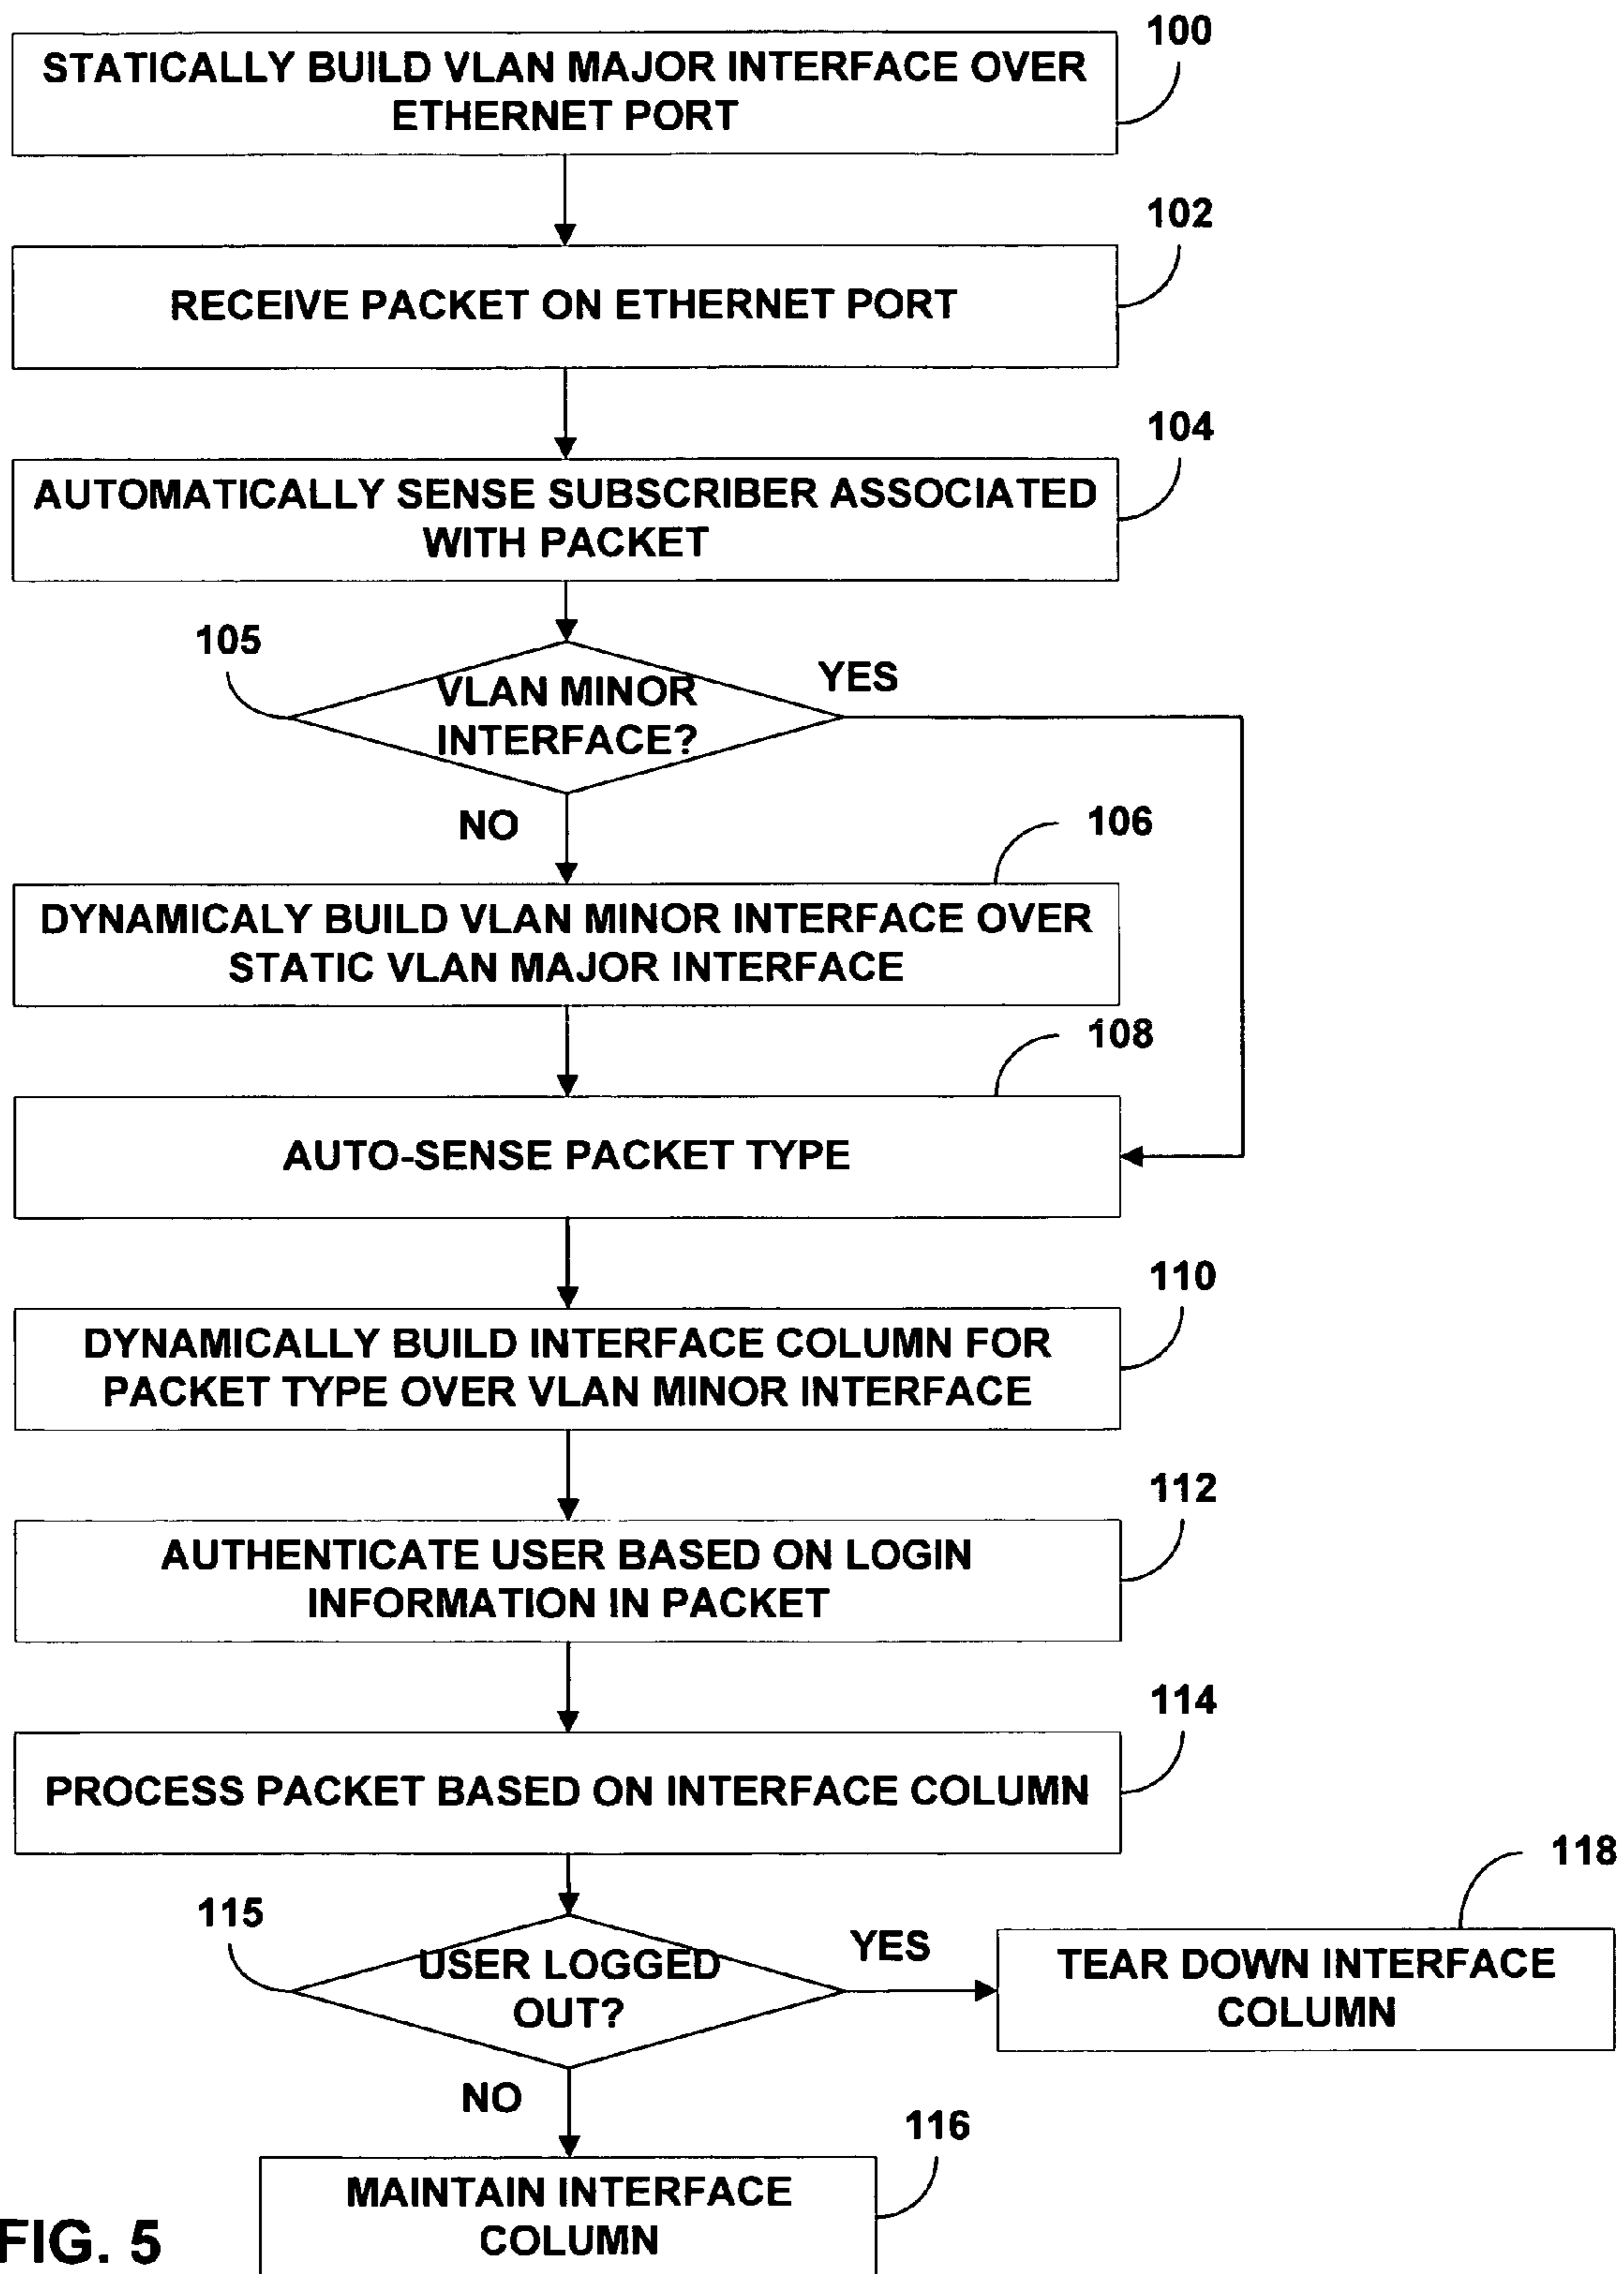 100
STATICALLY BUILD VLAN MAJOR INTERFACE OVER
ETHERNET PORT
102
RECEIVE PACKET ON ETHERNET PORT
104
AUTOMATICALLY SENSE SUBSCRIBER ASSOCIATED
WITH PACKET
105
VLAN MINOR
INTERFACE?
YES
NO
106
DYNAMICALY BUILD VLAN MINOR INTERFACE OVER
STATIC VLAN MAJOR INTERFACE
108
AUTO-SENSE PACKET TYPE
110
DYNAMICALLY BUILD INTERFACE COLUMN FOR
PACKET TYPE OVER VLAN MINOR INTERFACE
112
AUTHENTICATE USER BASED ON LOGIN
INFORMATION IN PACKET
114
PROCESS PACKET BASED ON INTERFACE COLUMN
115
USER LOGGED
OUT?
YES
118
TEAR DOWN INTERFACE
COLUMN
NO
116
MAINTAIN INTERFACE
COLUMN
FIG. 5